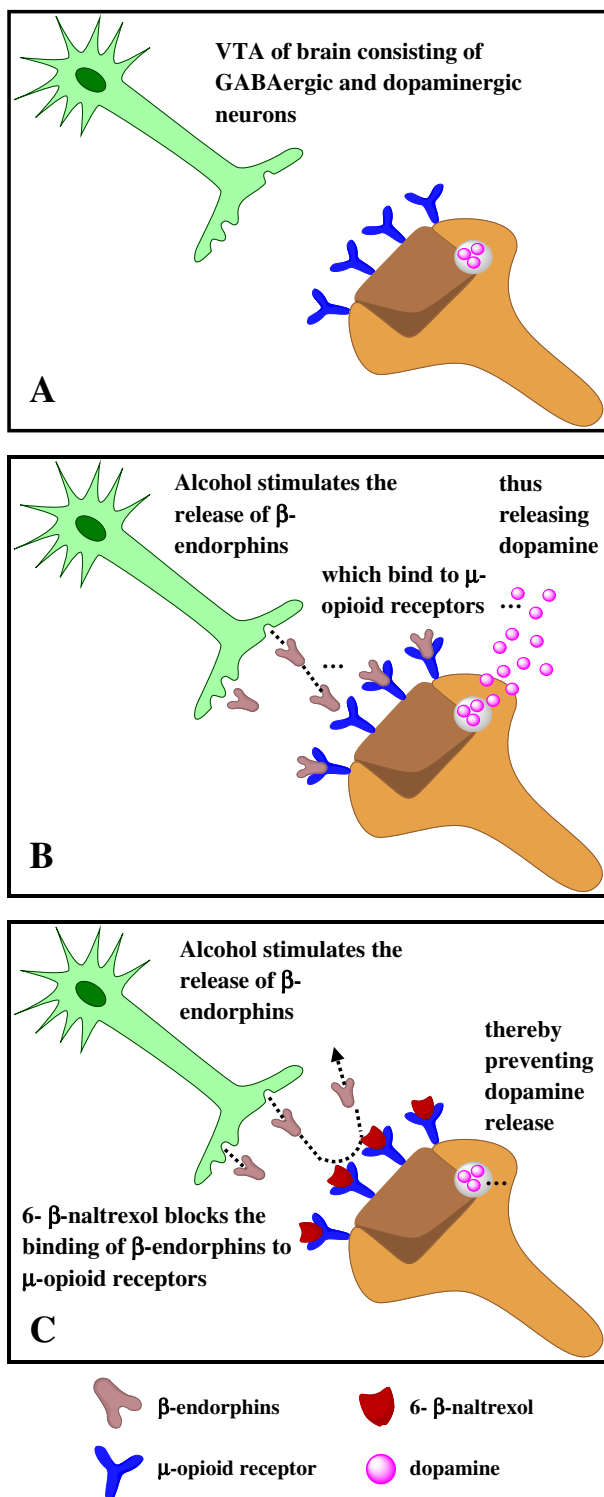 VTA of brain consisting of
GABAergic and dopaminergic
neurons
A
Alcohol stimulates the
release of β-
endorphins
which bind to μ-
opioid receptors
thus
releasing
dopamine
...
...
B
Alcohol stimulates the
release of β-
endorphins
thereby
preventing
dopamine
release
...
6- β-naltrexol blocks the
binding of β-endorphins to
μ-opioid receptors
C
β-endorphins
6- β-naltrexol
μ-opioid receptor
dopamine